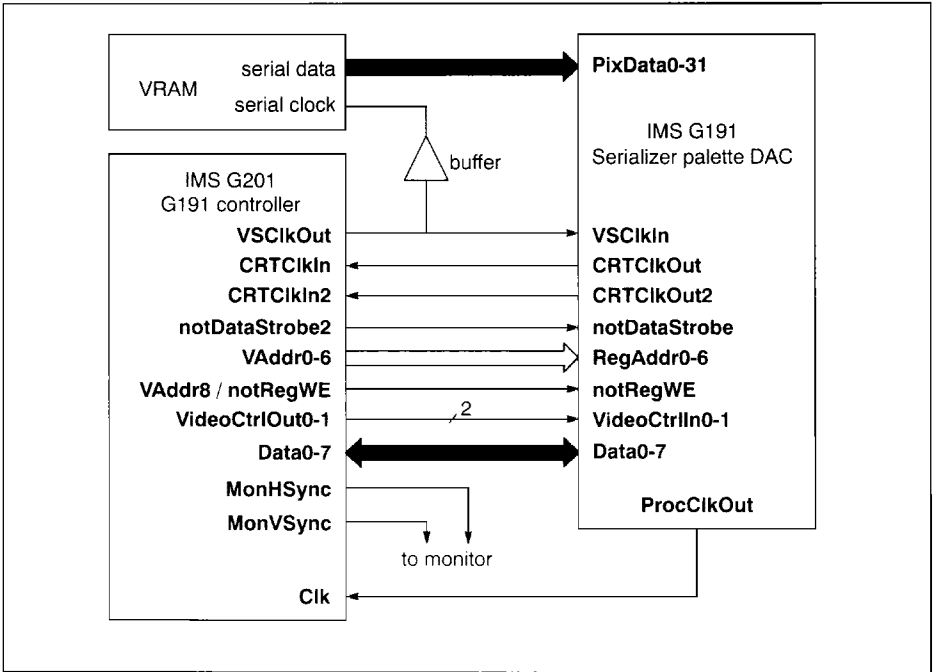 serial data
VRAM
serial clock
buffer
PixData0-31
IMS G191
Serializer palette DAC
IMS G201
G191 controller
VSClkOut
VSClkIn
CRTClkIn
CRTClkOut
CRTClkIn2
CRTClkOut2
notDataStrobe2
notDataStrobe
VAddr0-6
RegAddr0-6
VAddr8 / notRegWE
notRegWE
VideoCtrlOut0-1
2
VideoCtrlIn0-1
Data0-7
Data0-7
MonHSync
MonVSync
to monitor
ProcClkOut
Clk